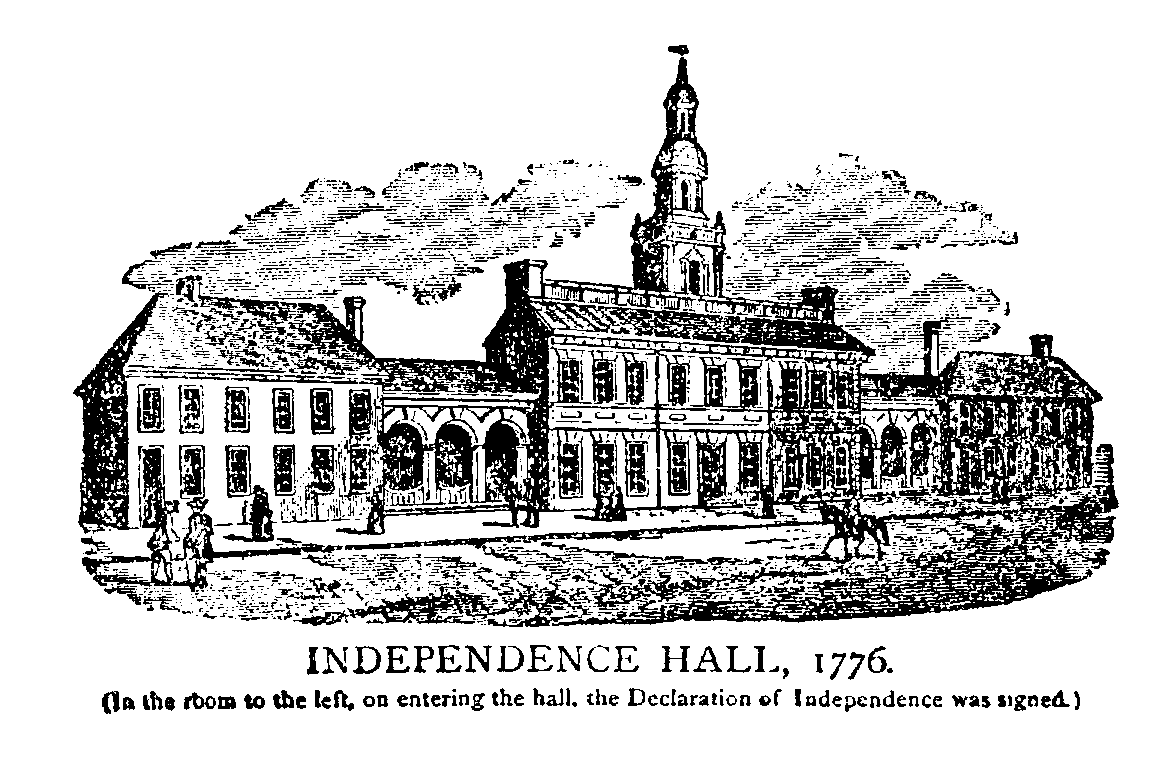 INDEPENDENCE HALL, 1776.
(In the room to the left, on entering the hall, the Declaration of Independence was signed.)